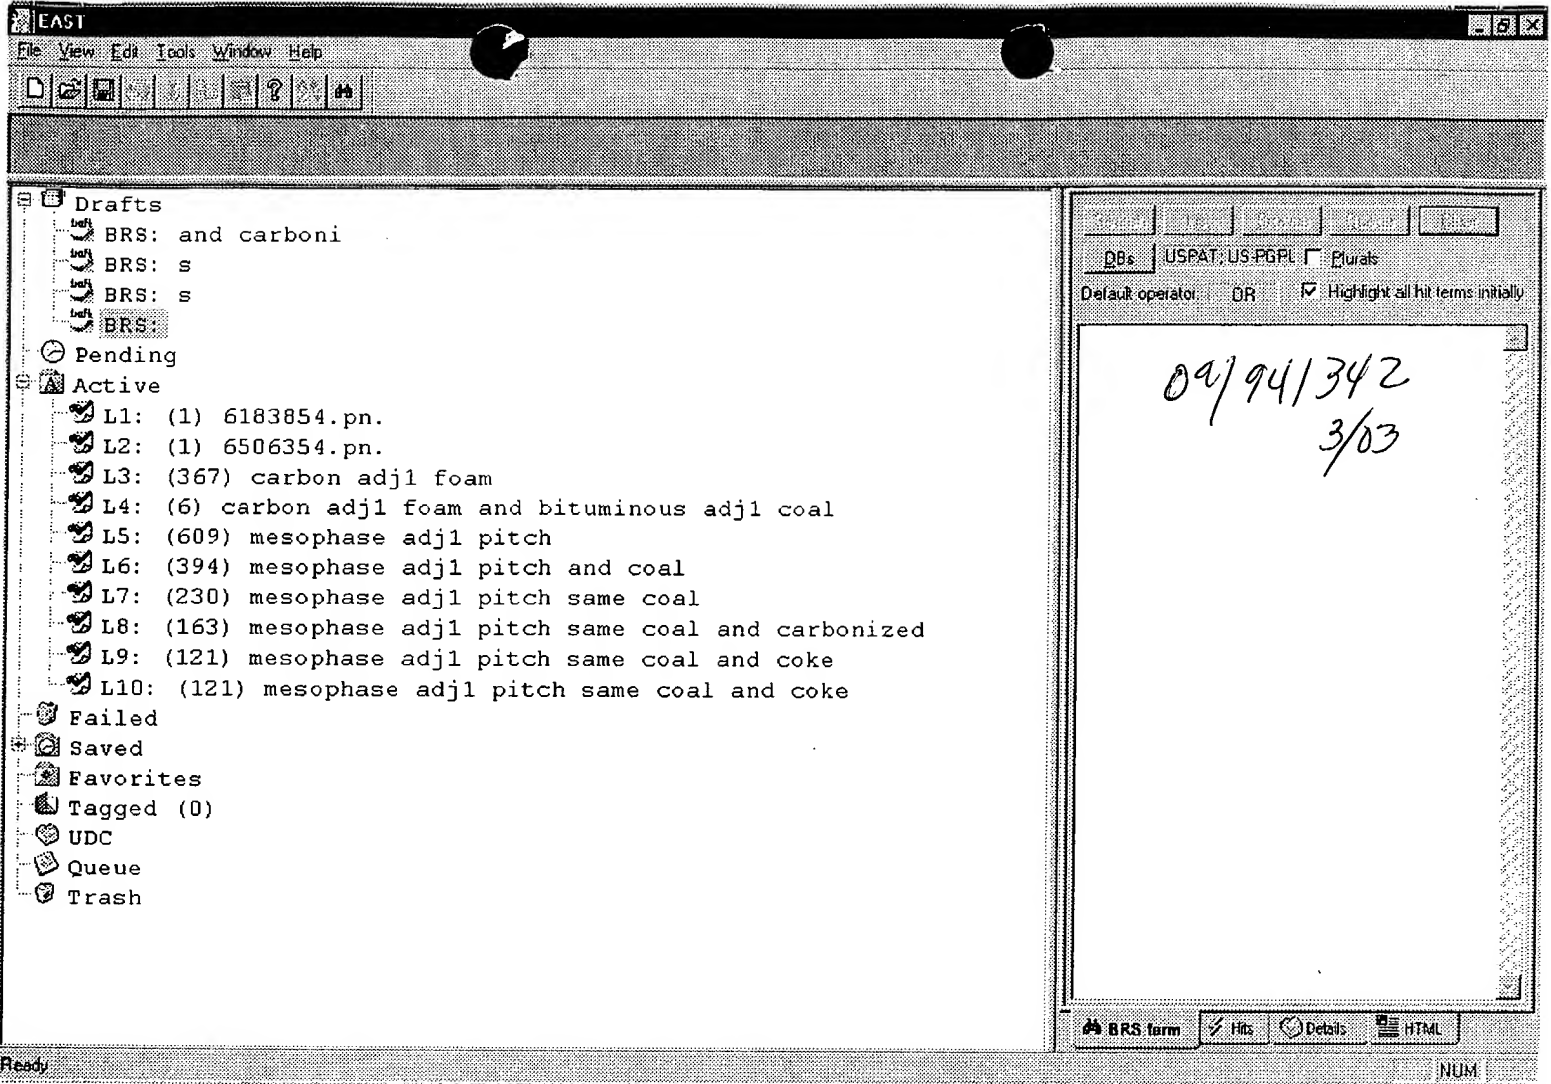 EAST
File View Edit Tools Window Help
Drafts
BRS: and carboni
BRS: s
BRS: s
BRS:
Pending
Active
L1: (1) 6183854.pn.
L2: (1) 6506354.pn.
L3: (367) carbon adj1 foam
L4: (6) carbon adj1 foam and bituminous adj1 coal
L5: (609) mesophase adj1 pitch
L6: (394) mesophase adj1 pitch and coal
L7: (230) mesophase adj1 pitch same coal
L8: (163) mesophase adj1 pitch same coal and carbonized
L9: (121) mesophase adj1 pitch same coal and coke
L10: (121) mesophase adj1 pitch same coal and coke
Failed
Saved
Favorites
Tagged (0)
UDC
Queue
Trash
DBs USPAT; US-PGPL Plurals
Default operator: OR Highlight all hit terms initially
09/941342
3/03
BRS form Hits Details HTML
Ready NUM